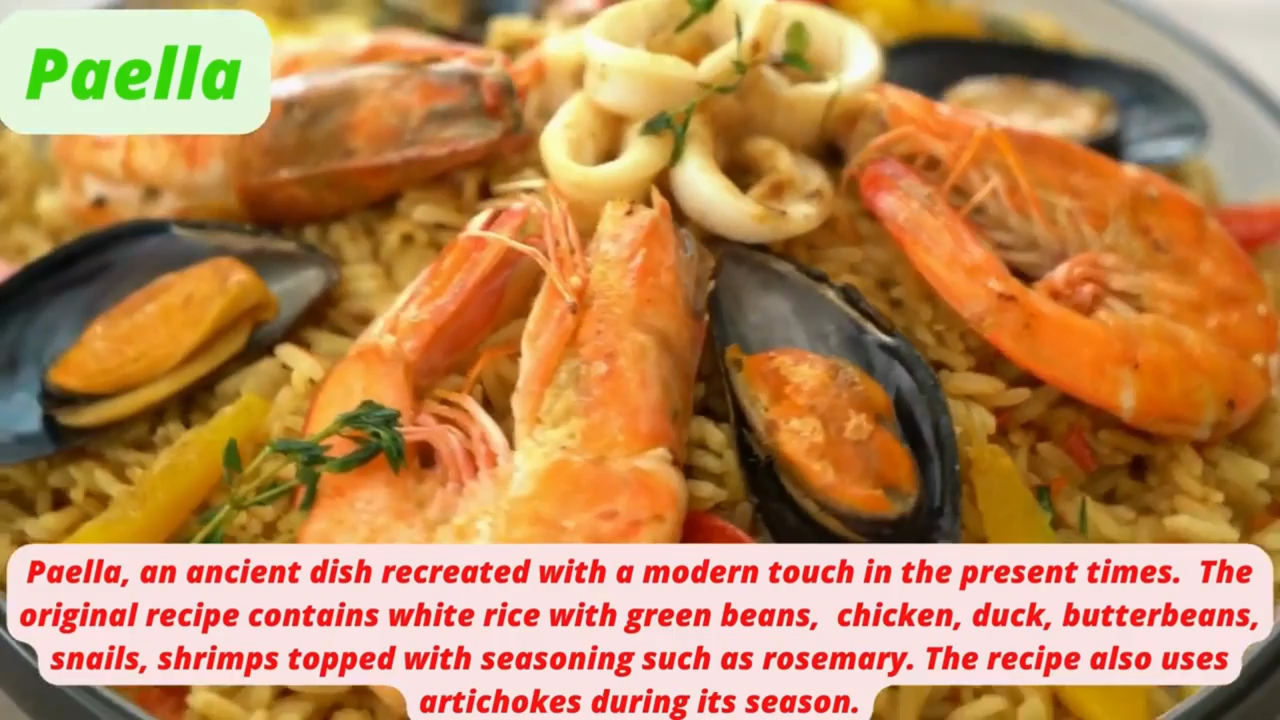 Paella
Paella, an ancient dish recreated with a modern touch in the present times.  The
original recipe contains white rice with green beans,  chicken, duck, butterbeans,
snails, shrimps topped with seasoning such as rosemary. The recipe also uses
artichokes during its season.